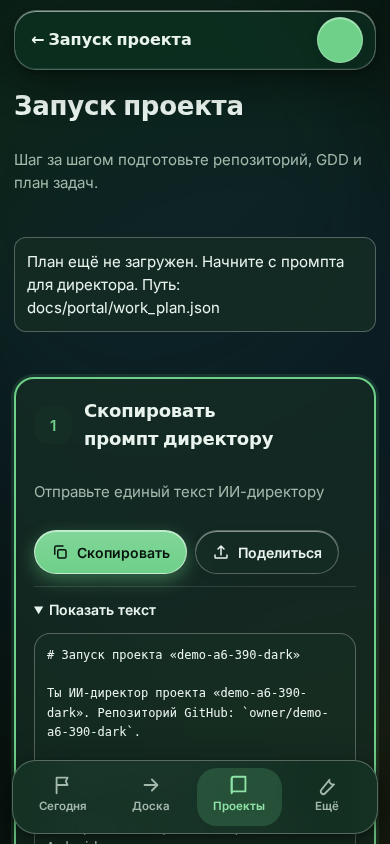 ← Запуск проекта
Запуск проекта
Шаг за шагом подготовьте репозиторий, GDD и
план задач.
План ещё не загружен. Начните с промпта
для директора. Путь:
docs/portal/work_plan.json
1
Скопировать
промпт директору
Отправьте единый текст ИИ-директору
Скопировать
Поделиться
▼ Показать текст
# Запуск проекта «demo-a6-390-dark»
Ты ИИ-директор проекта «demo-a6-390-
dark». Репозиторий GitHub: `owner/demo-
a6-390-dark`.
Сегодня
Доска
Проекты
Ещё